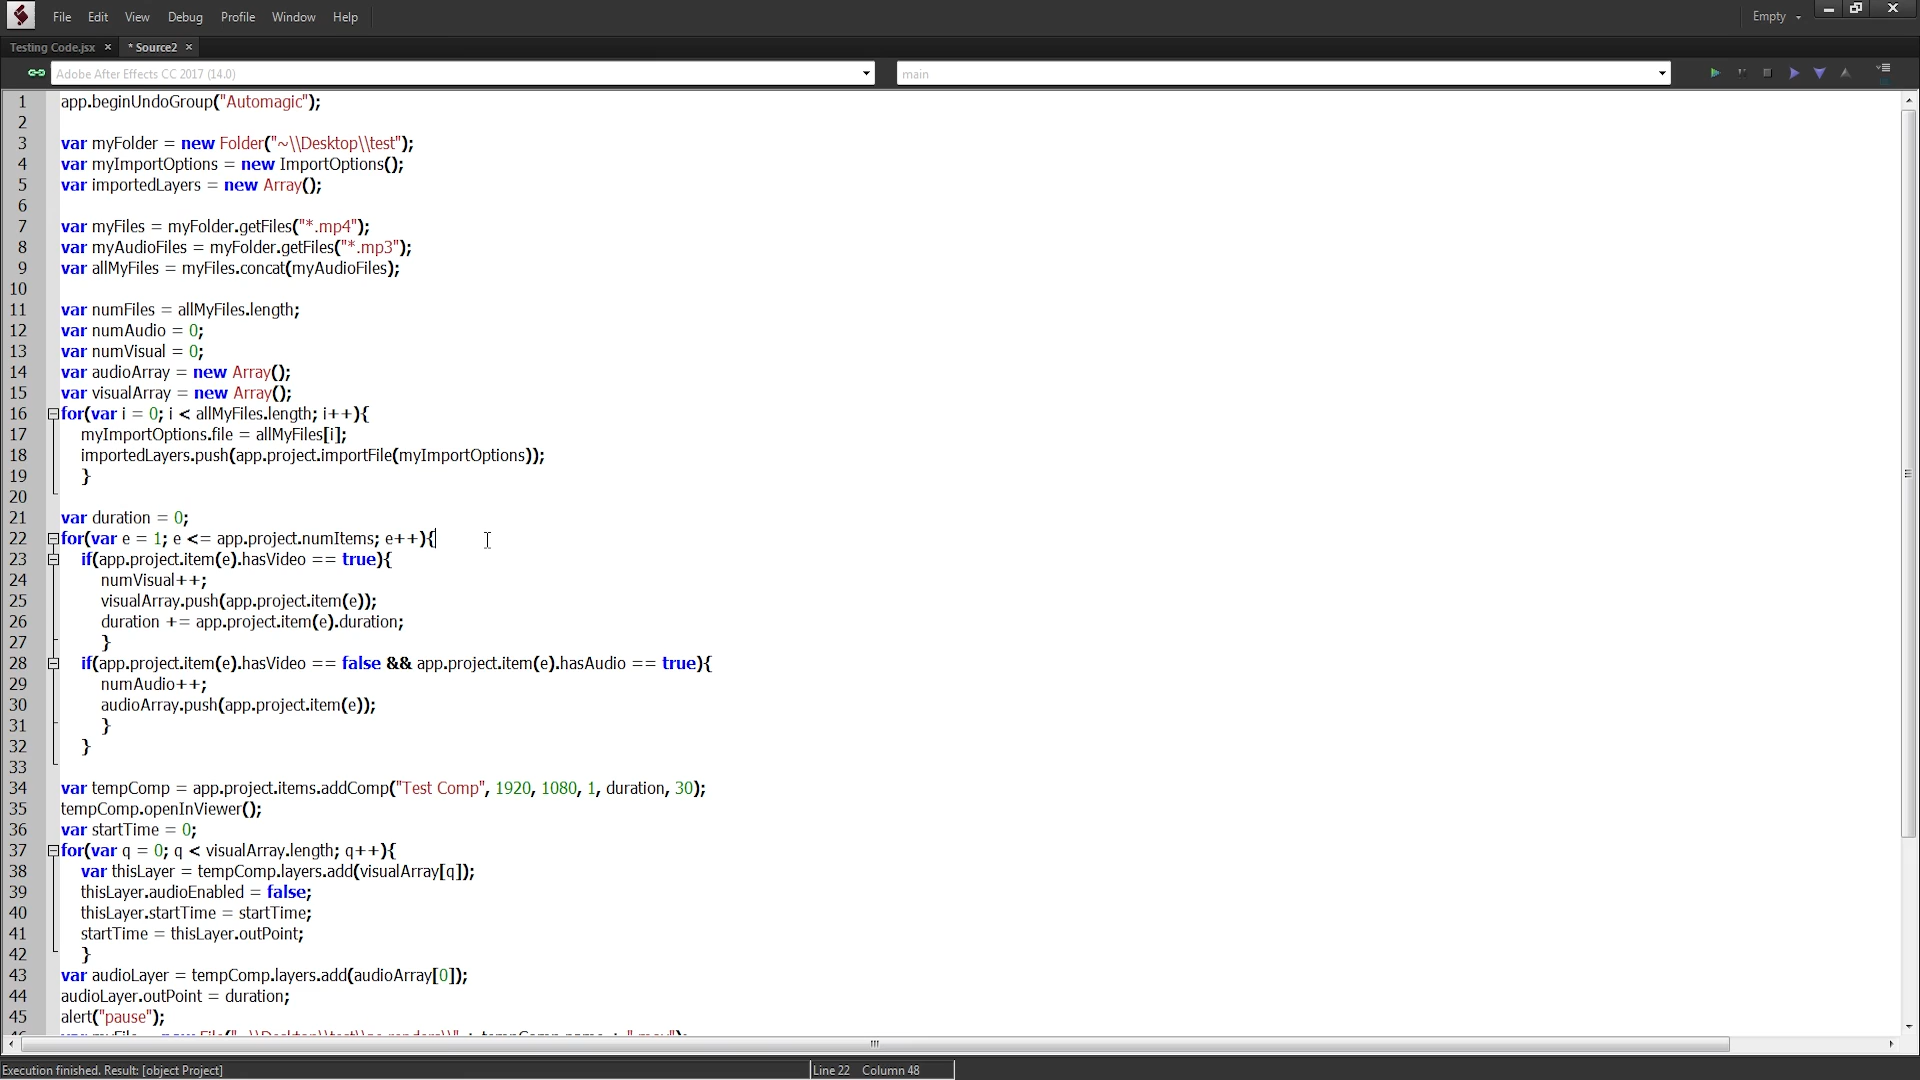 File Edit View Debug Profile Window Help Empty
Testing Code.jsx * Source2
Adobe After Effects CC 2017 (14.0) main
1 app.beginUndoGroup("Automagic");
2
3 var myFolder = new Folder("~\\Desktop\\test");
4 var myImportOptions = new ImportOptions();
5 var importedLayers = new Array();
6
7 var myFiles = myFolder.getFiles("*.mp4");
8 var myAudioFiles = myFolder.getFiles("*.mp3");
9 var allMyFiles = myFiles.concat(myAudioFiles);
10
11 var numFiles = allMyFiles.length;
12 var numAudio = 0;
13 var numVisual = 0;
14 var audioArray = new Array();
15 var visualArray = new Array();
16 for(var i = 0; i < allMyFiles.length; i++){
17 myImportOptions.file = allMyFiles[i];
18 importedLayers.push(app.project.importFile(myImportOptions));
19 }
20
21 var duration = 0;
22 for(var e = 1; e <= app.project.numItems; e++){
23 if(app.project.item(e).hasVideo == true){
24 numVisual++;
25 visualArray.push(app.project.item(e));
26 duration += app.project.item(e).duration;
27 }
28 if(app.project.item(e).hasVideo == false && app.project.item(e).hasAudio == true){
29 numAudio++;
30 audioArray.push(app.project.item(e));
31 }
32 }
33
34 var tempComp = app.project.items.addComp("Test Comp", 1920, 1080, 1, duration, 30);
35 tempComp.openInViewer();
36 var startTime = 0;
37 for(var q = 0; q < visualArray.length; q++){
38 var thisLayer = tempComp.layers.add(visualArray[q]);
39 thisLayer.audioEnabled = false;
40 thisLayer.startTime = startTime;
41 startTime = thisLayer.outPoint;
42 }
43 var audioLayer = tempComp.layers.add(audioArray[0]);
44 audioLayer.outPoint = duration;
45 alert("pause");
Execution finished. Result: [object Project] Line 22 Column 48